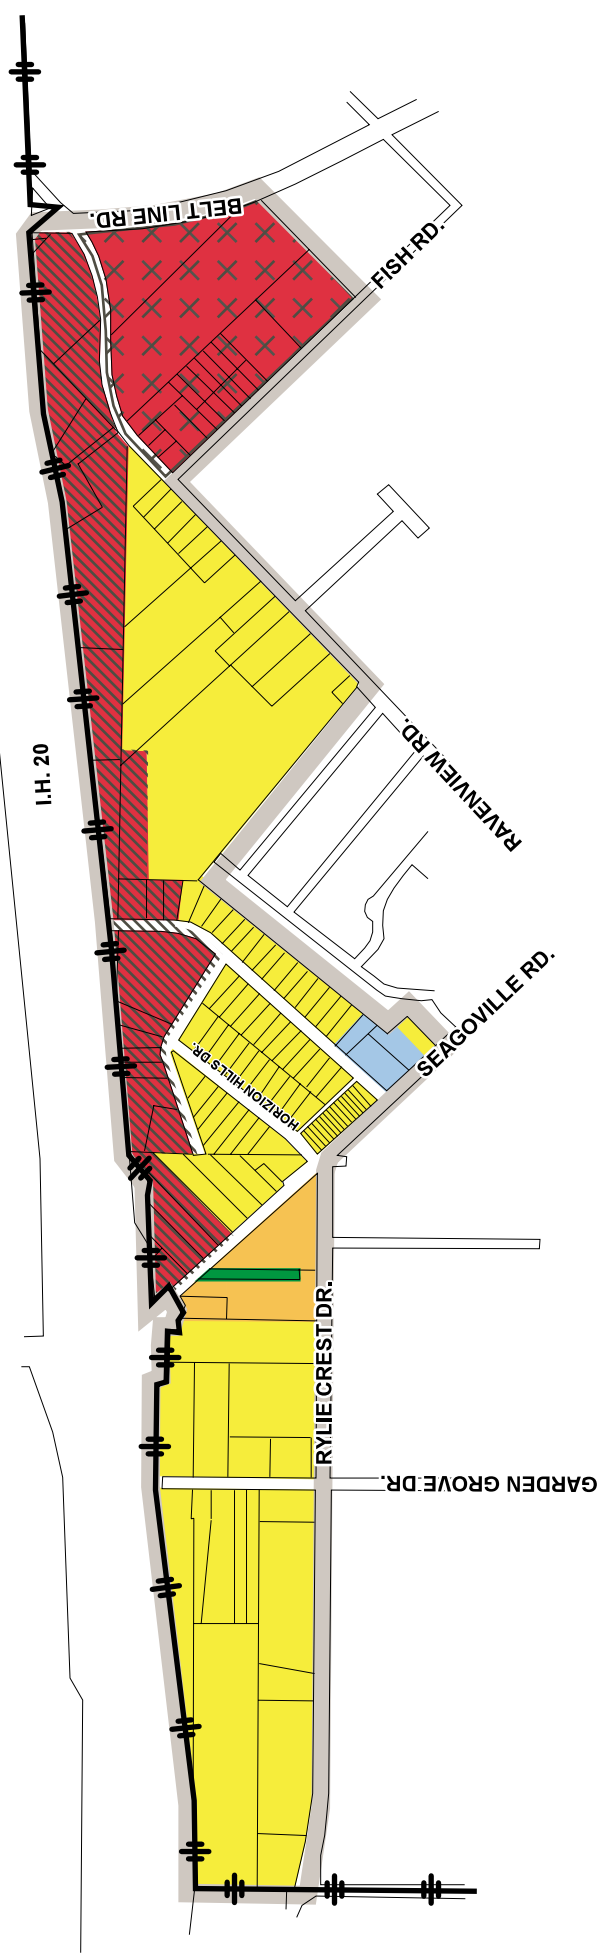 BELT LINE RD.
FISH RD.
I.H. 20
RAVENVIEW RD.
SEAGOVILLE RD.
HORIZION HILLS DR.
RYLIE CREST DR.
GARDEN GROVE DR.